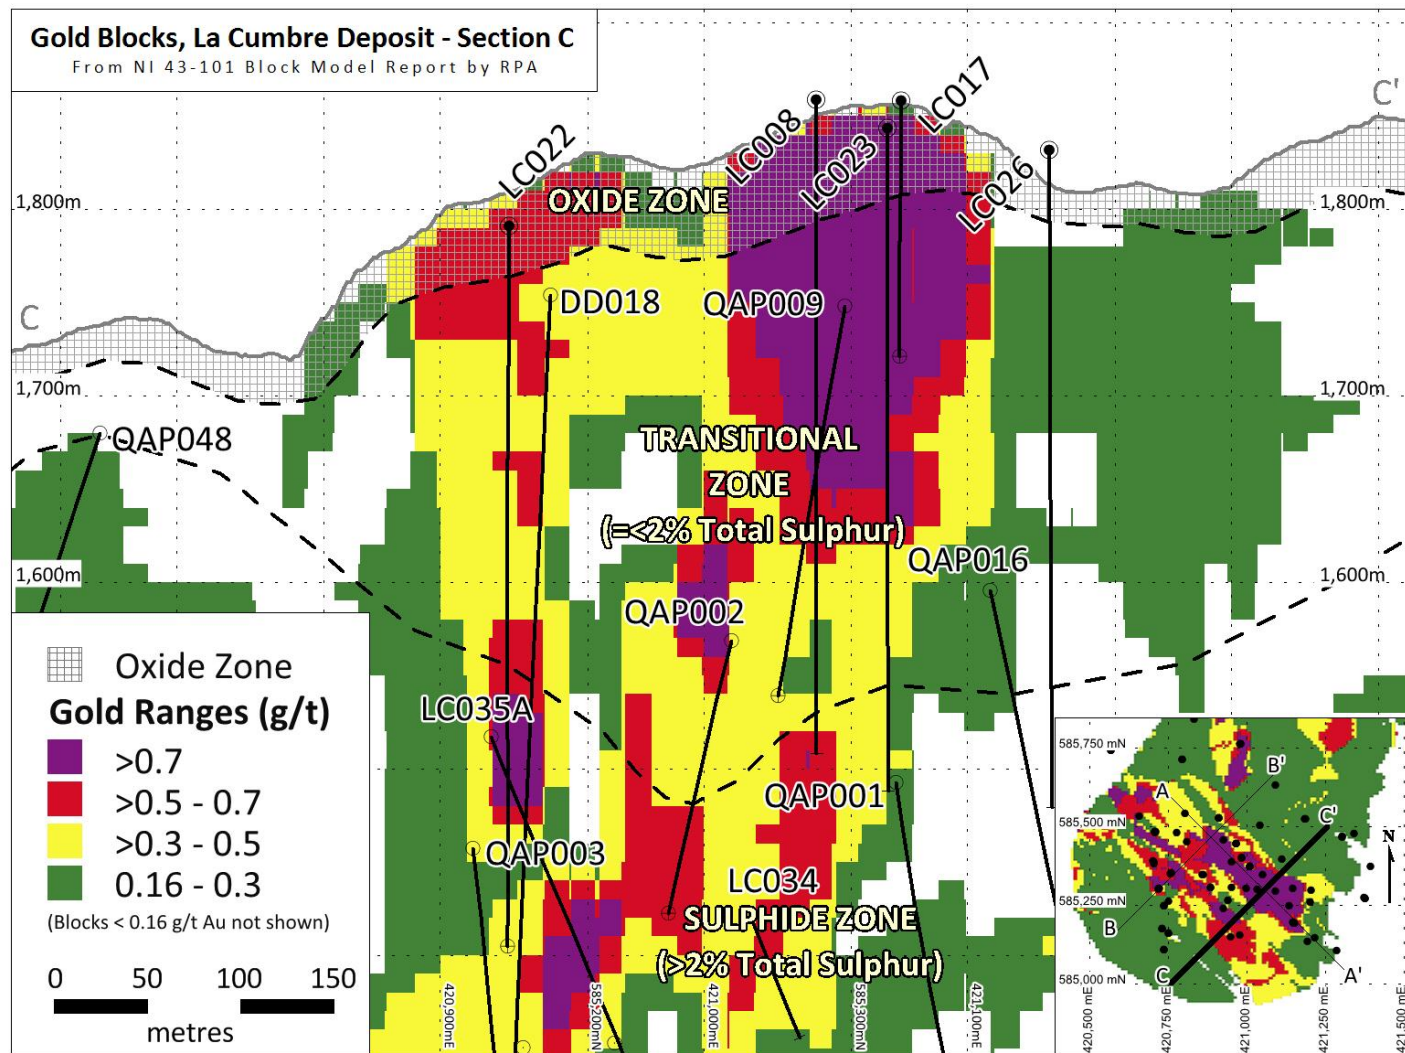 Gold Blocks, La Cumbre Deposit - Section C
From NI 43-101 Block Model Report by RPA
C
C'
LC022
LC008
LC023
LC017
LC026
OXIDE ZONE
1,800m
1,800m
DD018
QAP009
1,700m
1,700m
QAP048
TRANSITIONAL
ZONE
(=<2% Total Sulphur)
QAP016
1,600m
1,600m
QAP002
LC035A
QAP001
QAP003
LC034
SULPHIDE ZONE
(>2% Total Sulphur)
420,900mE
585,200mN
421,000mE
585,300mN
421,100mE
Oxide Zone
Gold Ranges (g/t)
>0.7
>0.5 - 0.7
>0.3 - 0.5
0.16 - 0.3
(Blocks < 0.16 g/t Au not shown)
0 50 100 150
metres
585,750 mN
585,500 mN
585,250 mN
585,000 mN
A
B'
C'
N
B
C
A'
420,500 mE
420,750 mE
421,000 mE
421,250 mE